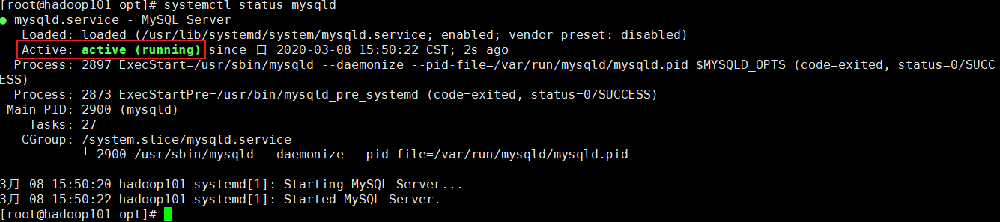 [root@hadoop101 opt]# systemctl status mysqld
● mysqld.service - MySQL Server
Loaded: loaded (/usr/lib/systemd/system/mysqld.service; enabled; vendor preset: disabled)
Active: active (running) since 日 2020-03-08 15:50:22 CST; 2s ago
Process: 2897 ExecStart=/usr/sbin/mysqld --daemonize --pid-file=/var/run/mysqld/mysqld.pid $MYSQLD_OPTS (code=exited, status=0/SUCC
ESS)
Process: 2873 ExecStartPre=/usr/bin/mysqld_pre_systemd (code=exited, status=0/SUCCESS)
Main PID: 2900 (mysqld)
Tasks: 27
CGroup: /system.slice/mysqld.service
└─2900 /usr/sbin/mysqld --daemonize --pid-file=/var/run/mysqld/mysqld.pid
3月 08 15:50:20 hadoop101 systemd[1]: Starting MySQL Server...
3月 08 15:50:22 hadoop101 systemd[1]: Started MySQL Server.
[root@hadoop101 opt]#